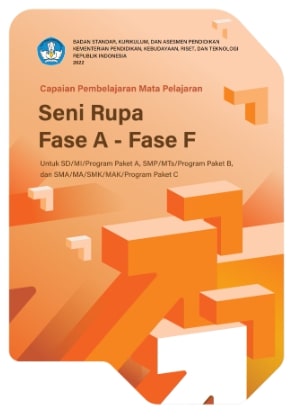 BADAN STANDAR, KURIKULUM, DAN ASESMEN PENDIDIKAN
KEMENTERIAN PENDIDIKAN, KEBUDAYAAN, RISET, DAN TEKNOLOGI
REPUBLIK INDONESIA
2022
Capaian Pembelajaran Mata Pelajaran
Seni Rupa
Fase A - Fase F
Untuk SD/MI/Program Paket A, SMP/MTs/Program Paket B,
dan SMA/MA/SMK/MAK/Program Paket C